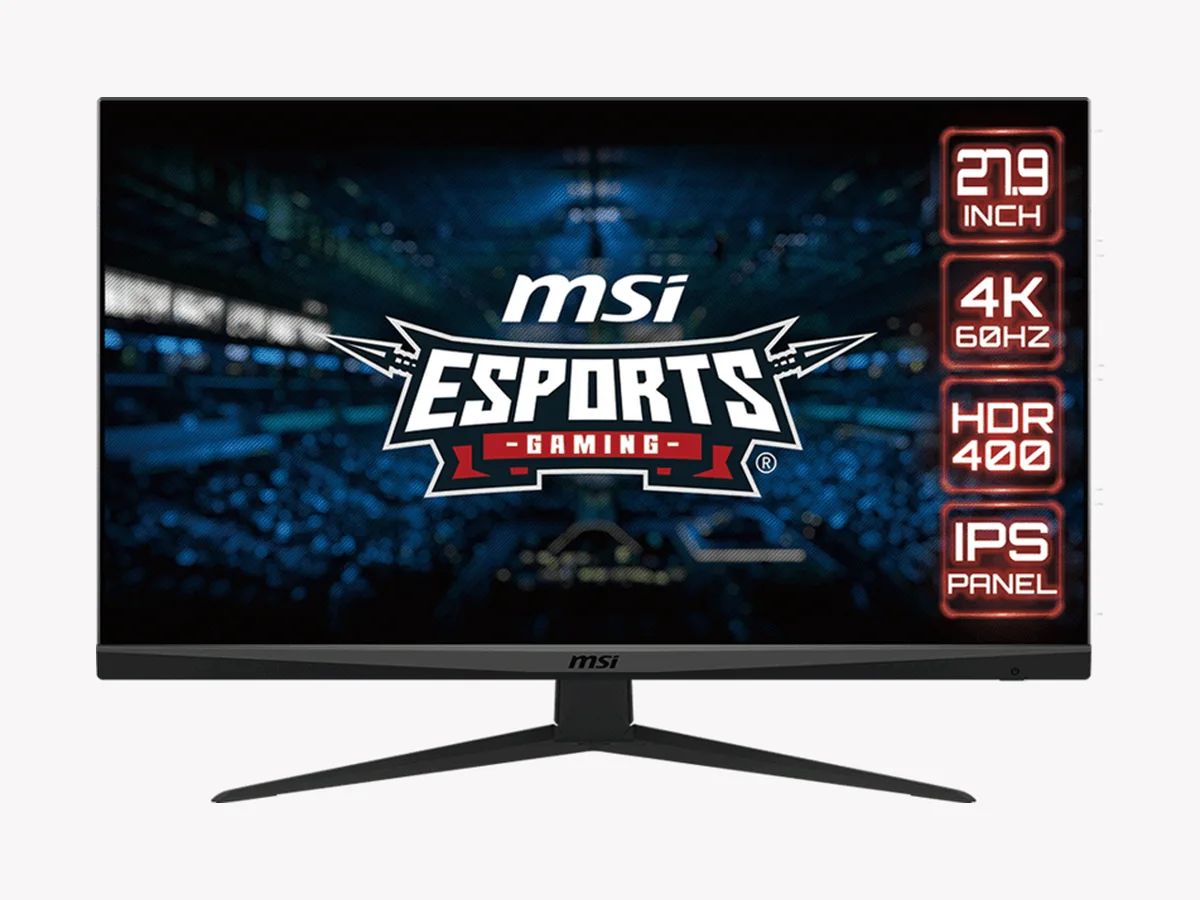 27.9
INCH
4K
60HZ
HDR
400
IPS
PANEL
msi
ESPORTS
-GAMING-
®
msi